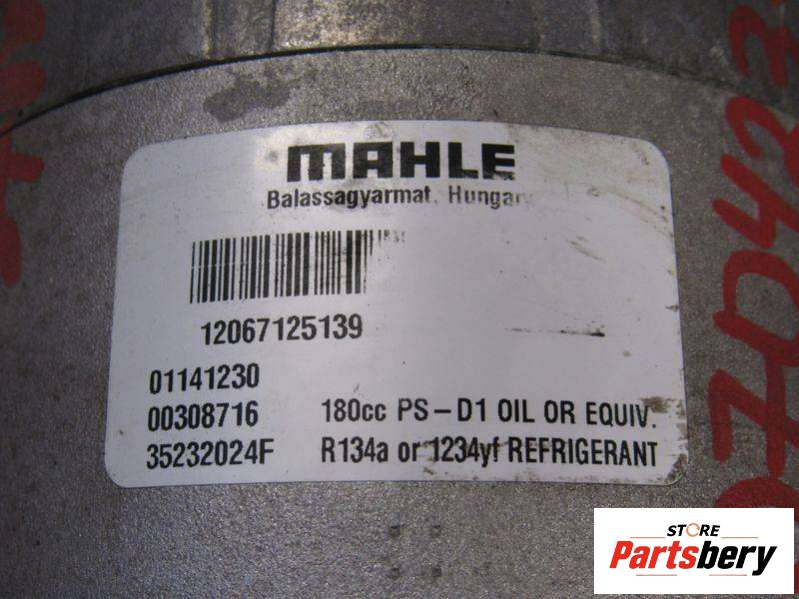 MAHLE
Balassagyarmat, Hungary
12067125139
01141230
00308716 180cc PS-D1 OIL OR EQUIV.
35232024F R134a or 1234yf REFRIGERANT
STORE
Partsbery